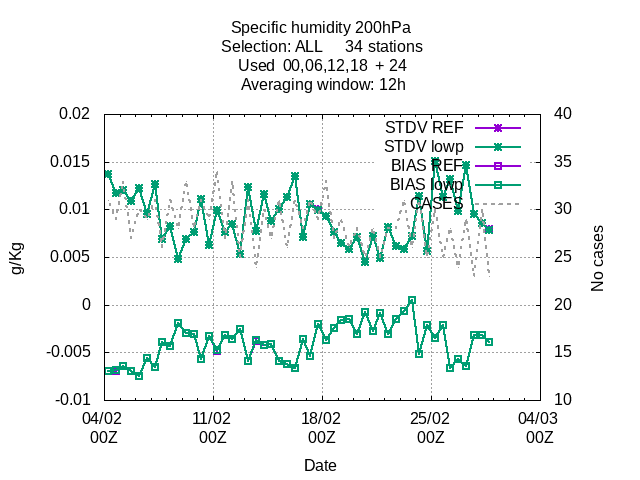 Specific humidity 200hPa
Selection: ALL 34 stations
Used 00,06,12,18 + 24
Averaging window: 12h
STDV REF
STDV lowp
BIAS REF
BIAS lowp
CASES
0.02
0.015
0.01
0.005
0
-0.005
-0.01
40
35
30
25
20
15
10
g/Kg
No cases
04/02 11/02 18/02 25/02 04/03
00Z 00Z 00Z 00Z 00Z
Date